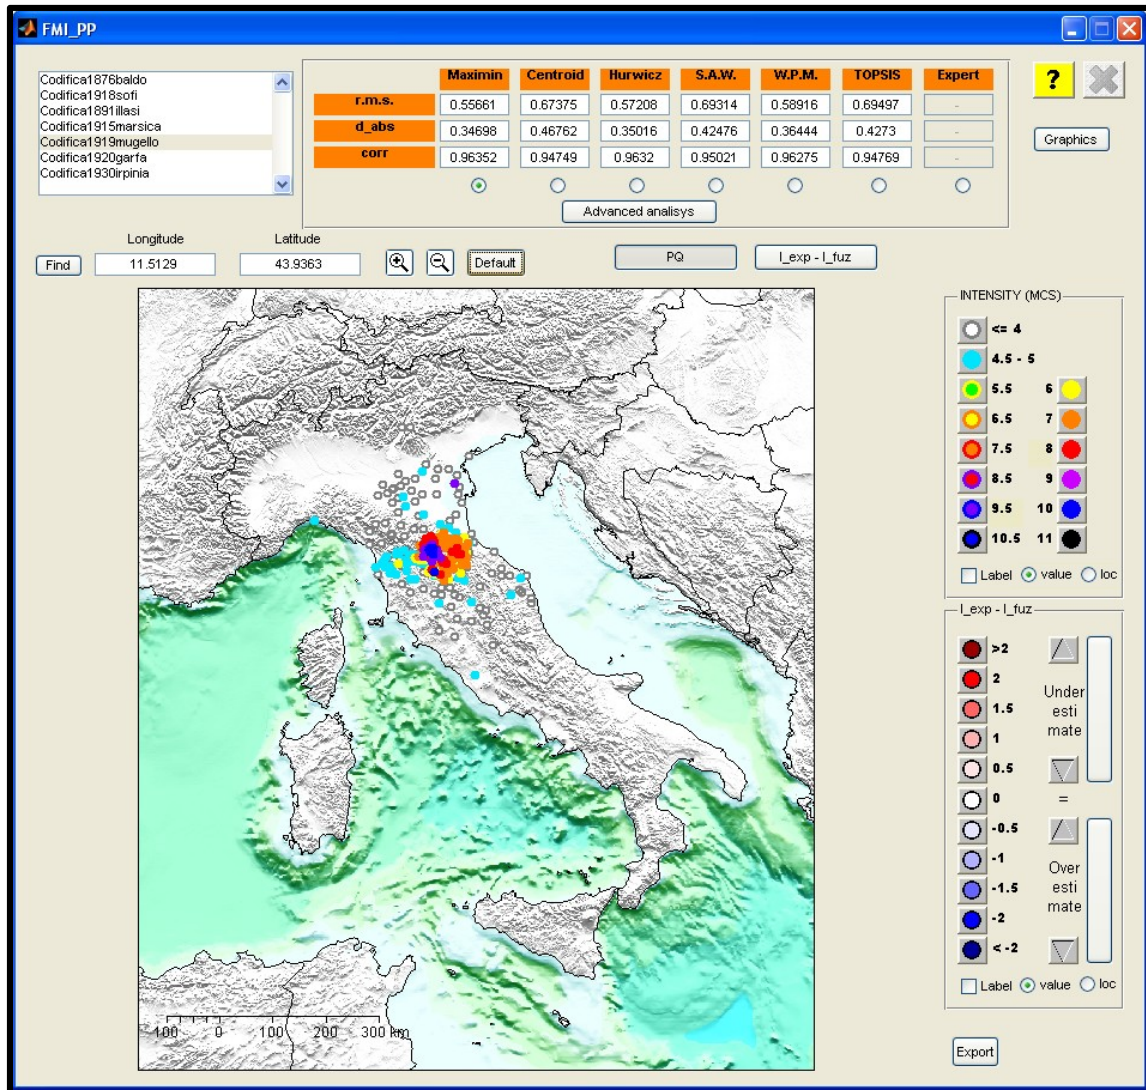 FMI_PP
Codifica1876baldo
Codifica1918sofi
Codifica1891illasi
Codifica1915marsica
Codifica1919mugello
Codifica1920garfa
Codifica1930irpinia
Maximin Centroid Hurwicz S.A.W. W.P.M. TOPSIS Expert
r.m.s. 0.55661 0.67375 0.57208 0.69314 0.58916 0.69497 -
d_abs 0.34698 0.46762 0.35016 0.42476 0.36444 0.4273 -
corr 0.96352 0.94749 0.9632 0.95021 0.96275 0.94769 -
Advanced analisys
?
Graphics
Longitude Latitude
Find 11.5129 43.9363 Default PQ I_exp - I_fuz
INTENSITY (MCS)
<= 4
4.5 - 5
5.5 6
6.5 7
7.5 8
8.5 9
9.5 10
10.5 11
Label value loc
I_exp - I_fuz
>2
2
1.5
1
0.5
0
-0.5
-1
-1.5
-2
< -2
Under
esti
mate
=
Over
esti
mate
Label value loc
100 0 100 200 300 km
Export